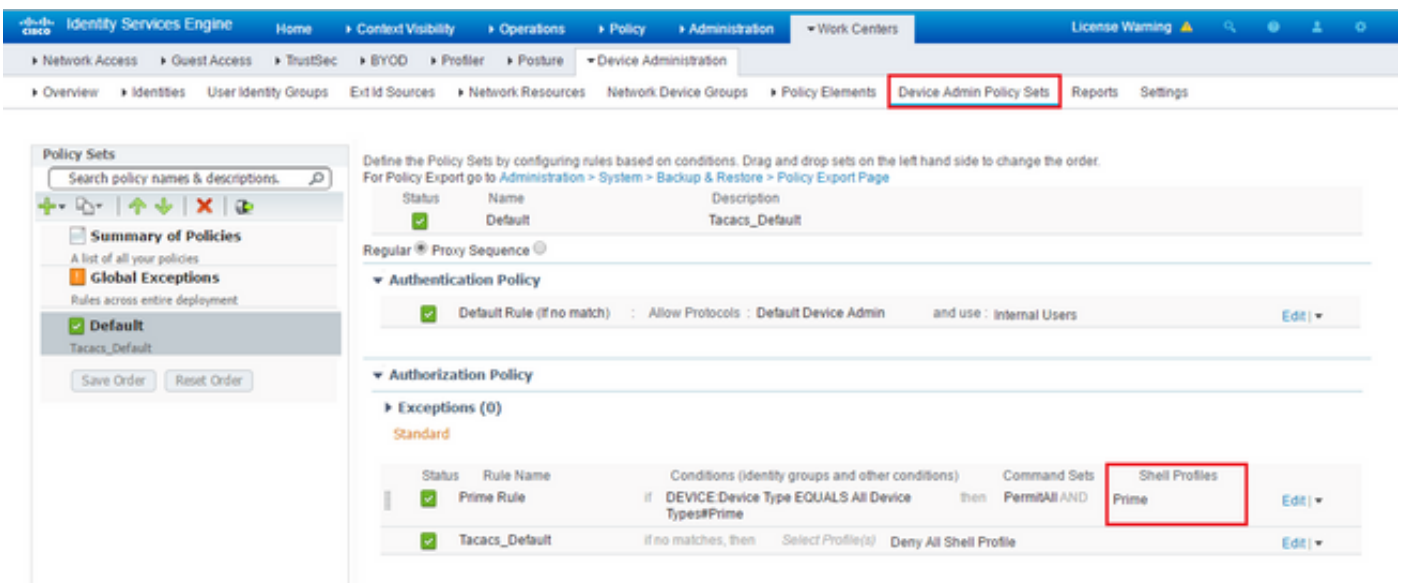 CISCO Identity Services Engine Home Context Visibility Operations Policy Administration Work Centers License Warning
Network Access Guest Access TrustSec BYOD Profiler Posture Device Administration
Overview Identities User Identity Groups Ext Id Sources Network Resources Network Device Groups Policy Elements Device Admin Policy Sets Reports Settings
Policy Sets
Search policy names & descriptions.
Summary of Policies
A list of all your policies
Global Exceptions
Rules across entire deployment
Default
Tacacs_Default
Save Order Reset Order
Define the Policy Sets by configuring rules based on conditions. Drag and drop sets on the left hand side to change the order.
For Policy Export go to Administration > System > Backup & Restore > Policy Export Page
Status Name Description
Default Tacacs_Default
Regular Proxy Sequence
Authentication Policy
Default Rule (If no match) : Allow Protocols : Default Device Admin and use : Internal Users Edit |
Authorization Policy
Exceptions (0)
Standard
Status Rule Name Conditions (identity groups and other conditions) Command Sets Shell Profiles
Prime Rule if DEVICE:Device Type EQUALS All Device then PermitAll AND Prime Edit |
Types#Prime
Tacacs_Default if no matches, then Select Profile(s) Deny All Shell Profile Edit |